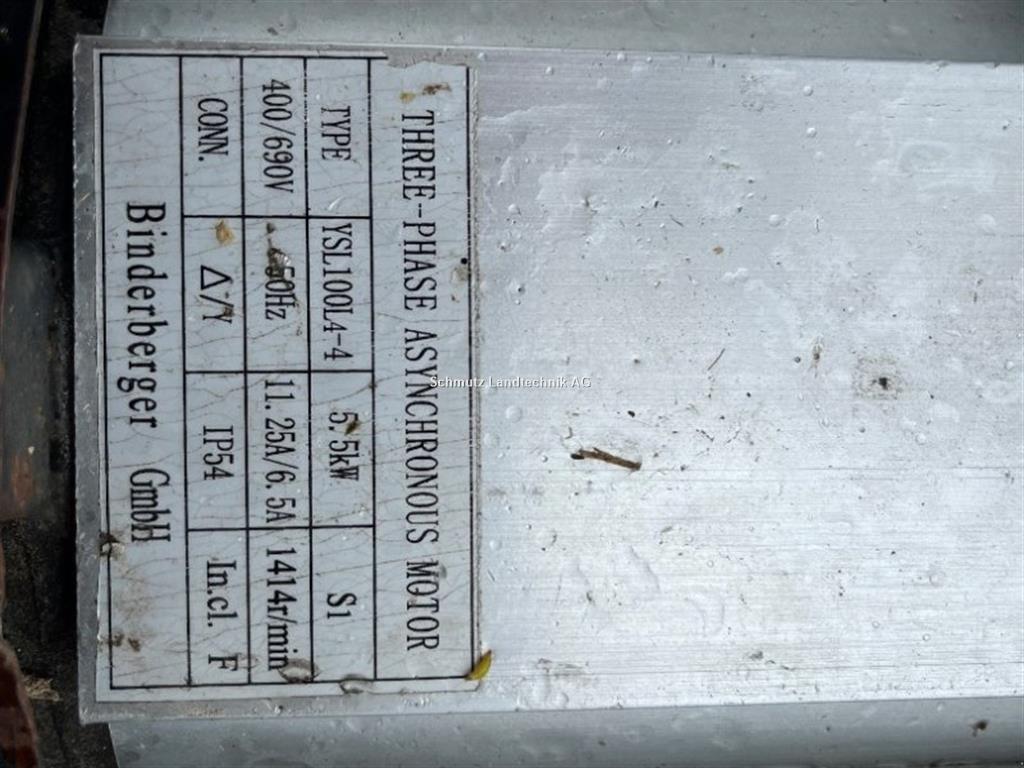 THREE-PHASE ASYNCHRONOUS MOTOR
TYPE YSL100L4-4 5.5kW S1
400/690V 50Hz 11.25A/6.5A 1414r/min
CONN. Δ/Y IP54 In.cl. F
Binderberger GmbH
Schmutz Landtechnik AG